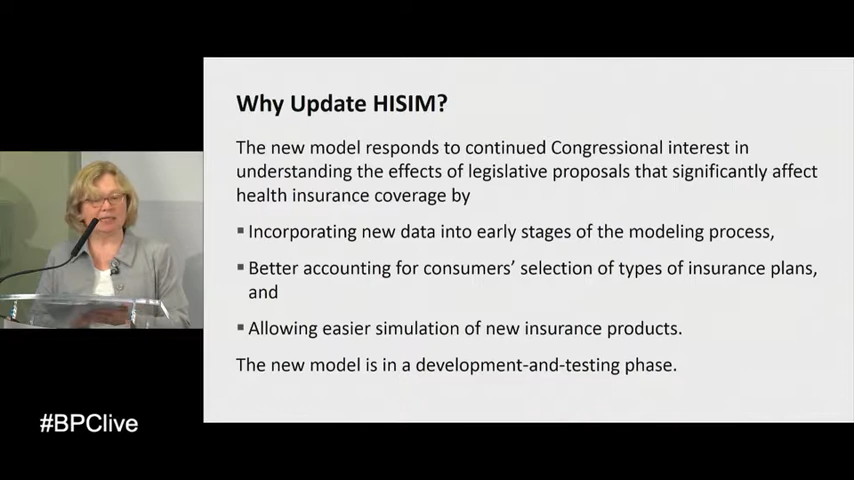 Why Update HISIM?
The new model responds to continued Congressional interest in
understanding the effects of legislative proposals that significantly affect
health insurance coverage by
▪ Incorporating new data into early stages of the modeling process,
▪ Better accounting for consumers’ selection of types of insurance plans,
and
▪ Allowing easier simulation of new insurance products.
The new model is in a development-and-testing phase.
#BPClive